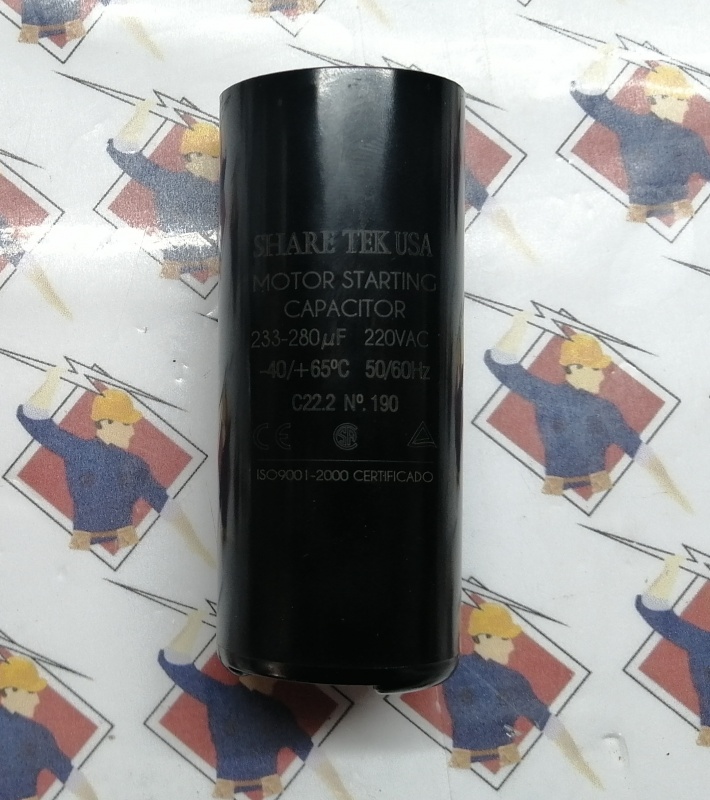 SHARE TEK USA
MOTOR STARTING
CAPACITOR
233-280µF 220VAC
-40/+65ºC 50/60Hz
C22.2 Nº. 190
CE
ISO9001-2000 CERTIFICADO